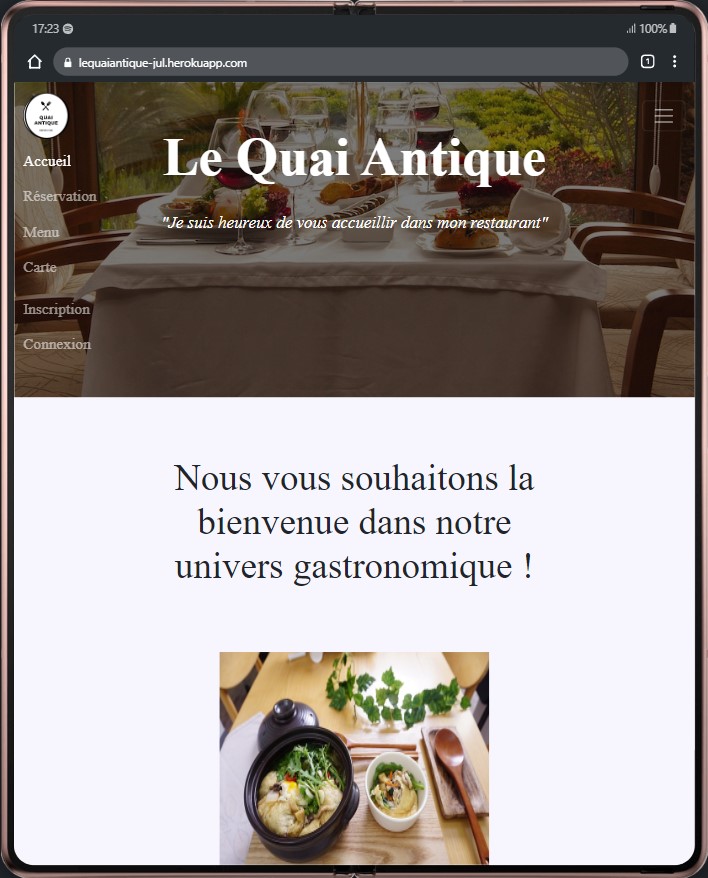 17:23
100%
1
lequaiantique-jul.herokuapp.com
QUAI
ANTIQUE
Accueil
Réservation
Menu
Carte
Inscription
Connexion
Le Quai Antique
"Je suis heureux de vous accueillir dans mon restaurant"
Nous vous souhaitons la
bienvenue dans notre
univers gastronomique !